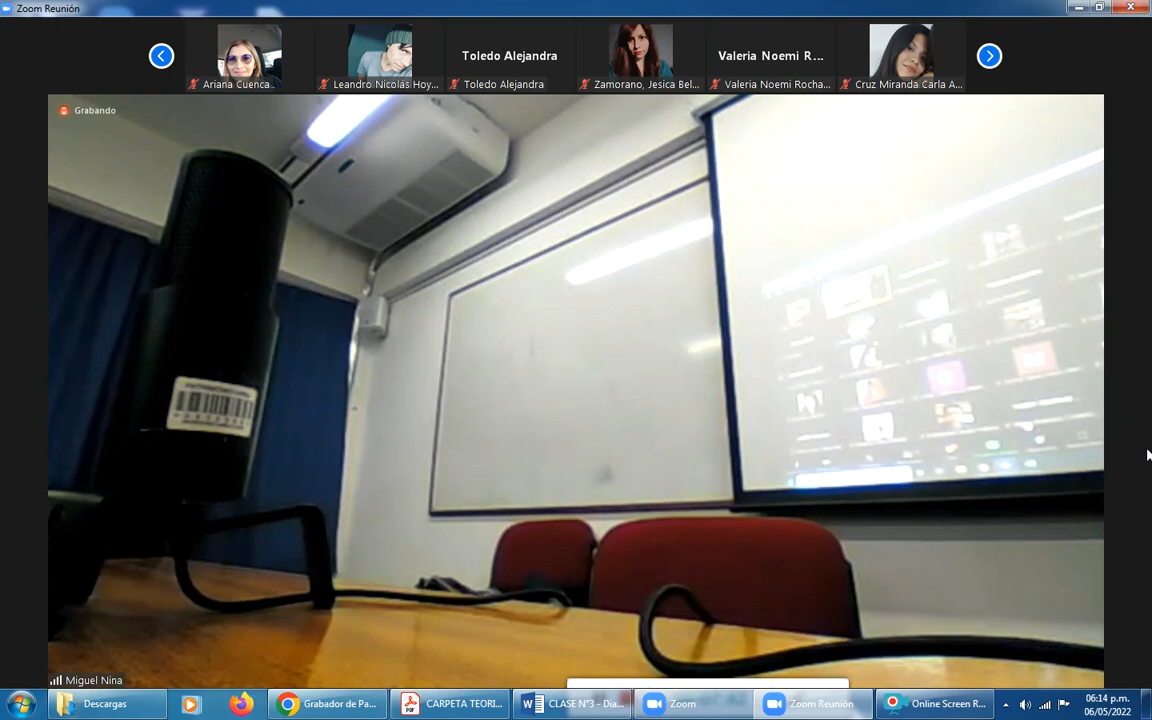 Zoom Reunión
Toledo Alejandra
Valeria Noemi R...
Ariana Cuenca
Leandro Nicolás Hoy...
Toledo Alejandra
Zamorano, Jesica Bel...
Valeria Noemi Rocha...
Cruz Miranda Carla A...
Grabando
Miguel Nina
Descargas
Grabador de Pa...
CARPETA TEORI...
CLASE N°3 - Dia...
Zoom
Zoom Reunión
Online Screen R...
06:14 p.m.
06/05/2022